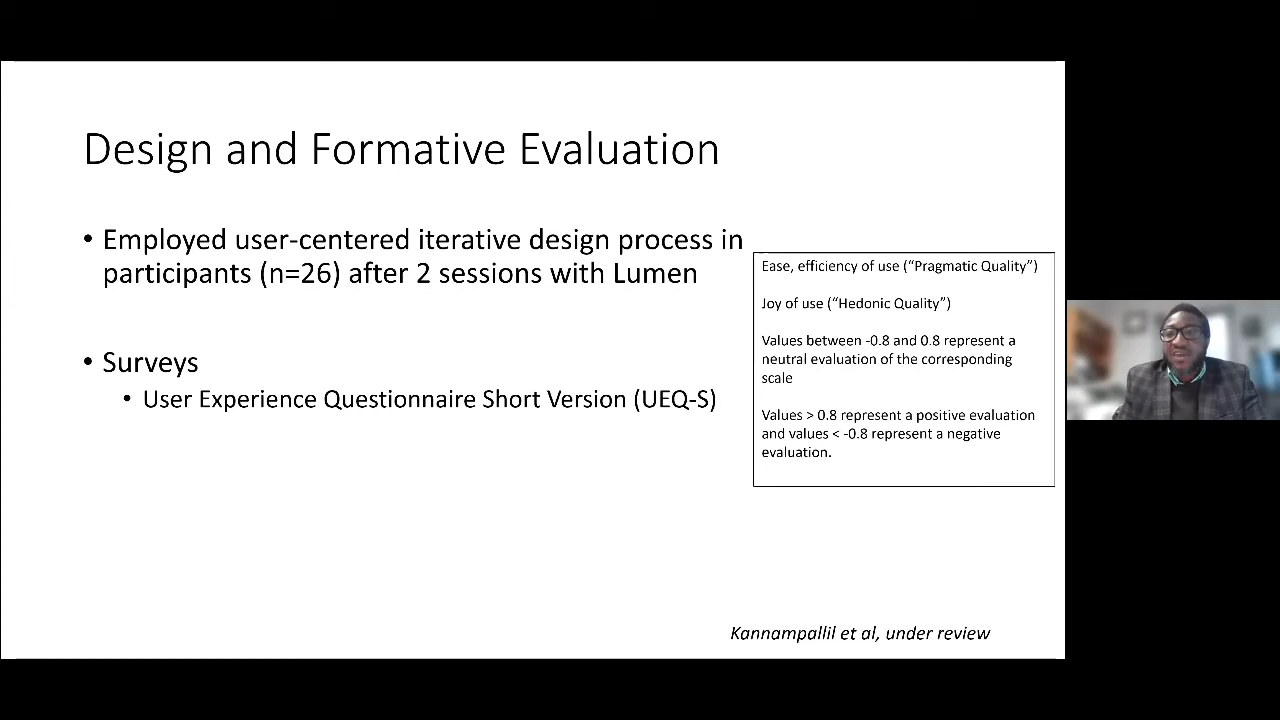 Design and Formative Evaluation
• Employed user-centered iterative design process in
participants (n=26) after 2 sessions with Lumen
• Surveys
• User Experience Questionnaire Short Version (UEQ-S)
Ease, efficiency of use (“Pragmatic Quality”)
Joy of use (“Hedonic Quality”)
Values between -0.8 and 0.8 represent a
neutral evaluation of the corresponding
scale
Values > 0.8 represent a positive evaluation
and values < -0.8 represent a negative
evaluation.
Kannampallil et al, under review